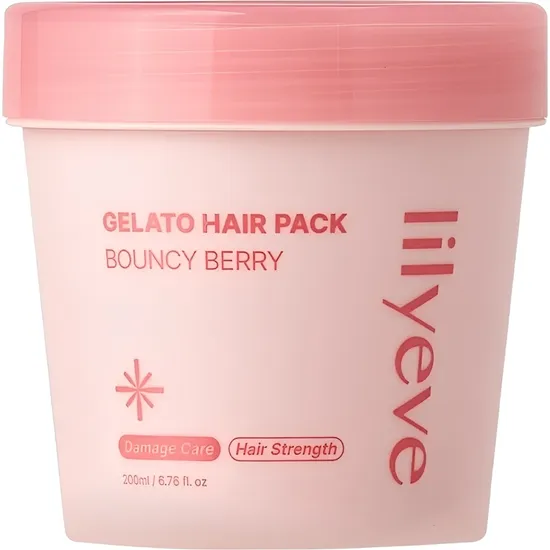 GELATO HAIR PACK
BOUNCY BERRY
lilyeve
Damage Care
Hair Strength
200ml / 6.76 fl. oz